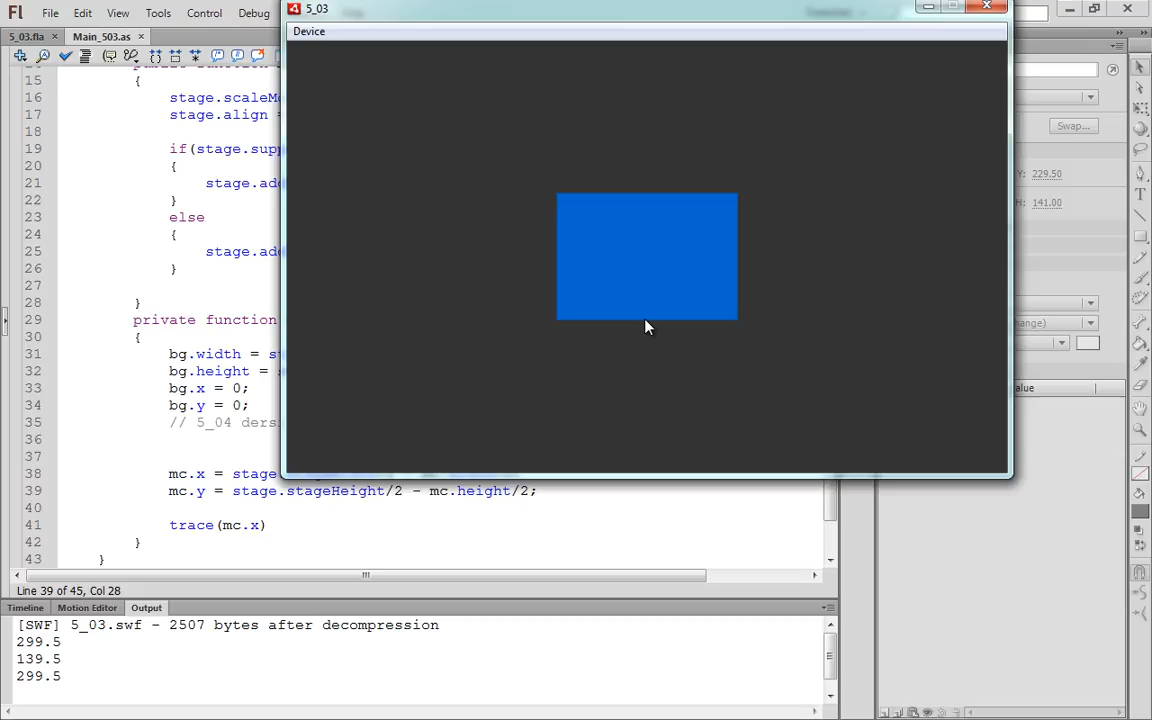 Fl File Edit View Tools Control Debug
5_03
Device
5_03.fla × Main_503.as ×
Swap...
15 {
16 stage.scaleM
17 stage.align =
18
19 if(stage.sup
20 {
21 stage.ad
22 }
23 else
24 {
25 stage.ad
26 }
27
28 }
29 private function
30 {
31 bg.width =
32 bg.height =
33 bg.x = 0;
34 bg.y = 0;
35 // 5_04 ders
36
37
38 mc.x = stage.
39 mc.y = stage.stageHeight/2 - mc.height/2;
40
41 trace(mc.x)
42 }
43 }
Y: 229.50
H: 141.00
Line 39 of 45, Col 28
Timeline Motion Editor Output
[SWF] 5_03.swf - 2507 bytes after decompression
299.5
139.5
299.5